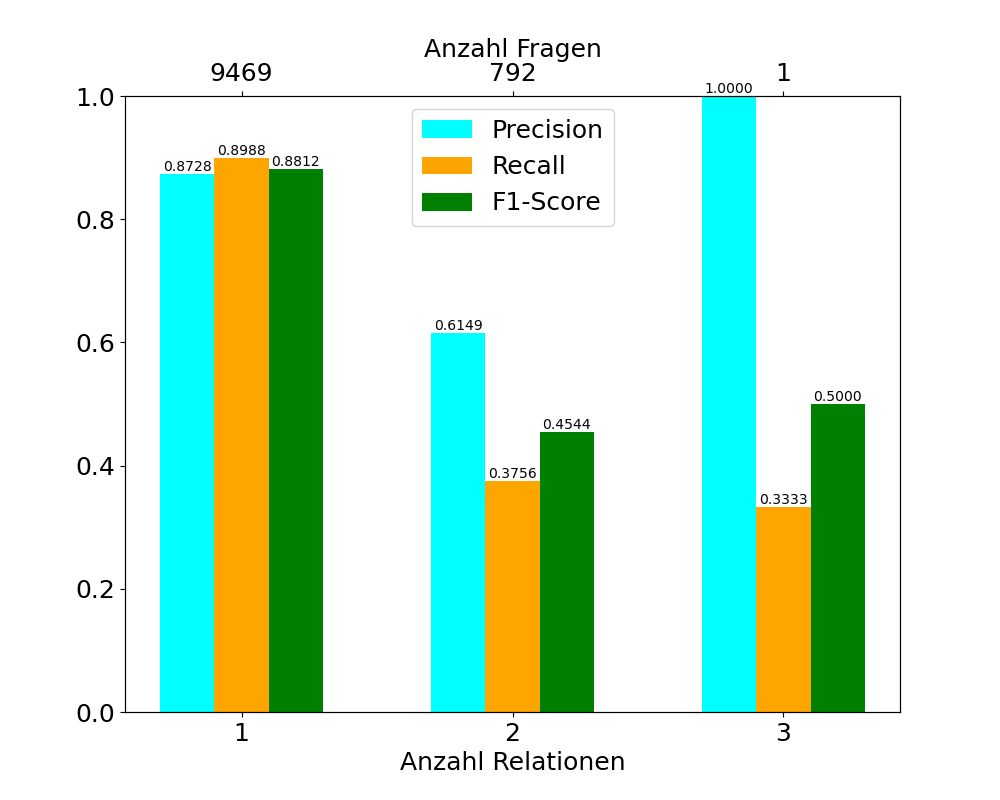 Anzahl Fragen
9469 792 1
1.0
0.8
0.6
0.4
0.2
0.0
Precision
Recall
F1-Score
0.8728 0.8988 0.8812
0.6149 0.3756 0.4544
1.0000 0.3333 0.5000
1 2 3
Anzahl Relationen